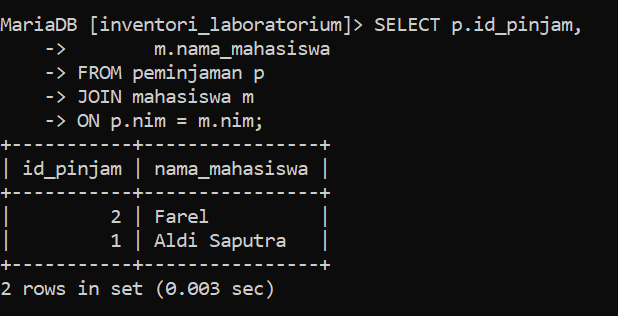 MariaDB [inventori_laboratorium]> SELECT p.id_pinjam,
    ->        m.nama_mahasiswa
    -> FROM peminjaman p
    -> JOIN mahasiswa m
    -> ON p.nim = m.nim;
+-----------+----------------+
| id_pinjam | nama_mahasiswa |
+-----------+----------------+
|         2 | Farel          |
|         1 | Aldi Saputra   |
+-----------+----------------+
2 rows in set (0.003 sec)